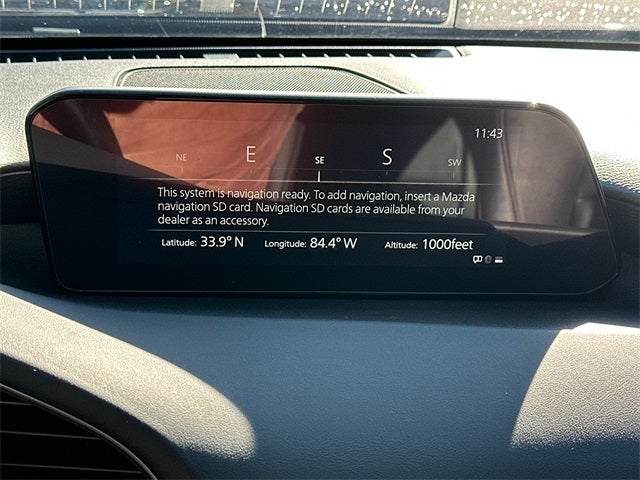 11:43
NE E SE S SW
This system is navigation ready. To add navigation, insert a Mazda
navigation SD card. Navigation SD cards are available from your
dealer as an accessory.
Latitude: 33.9° N Longitude: 84.4° W Altitude: 1000feet